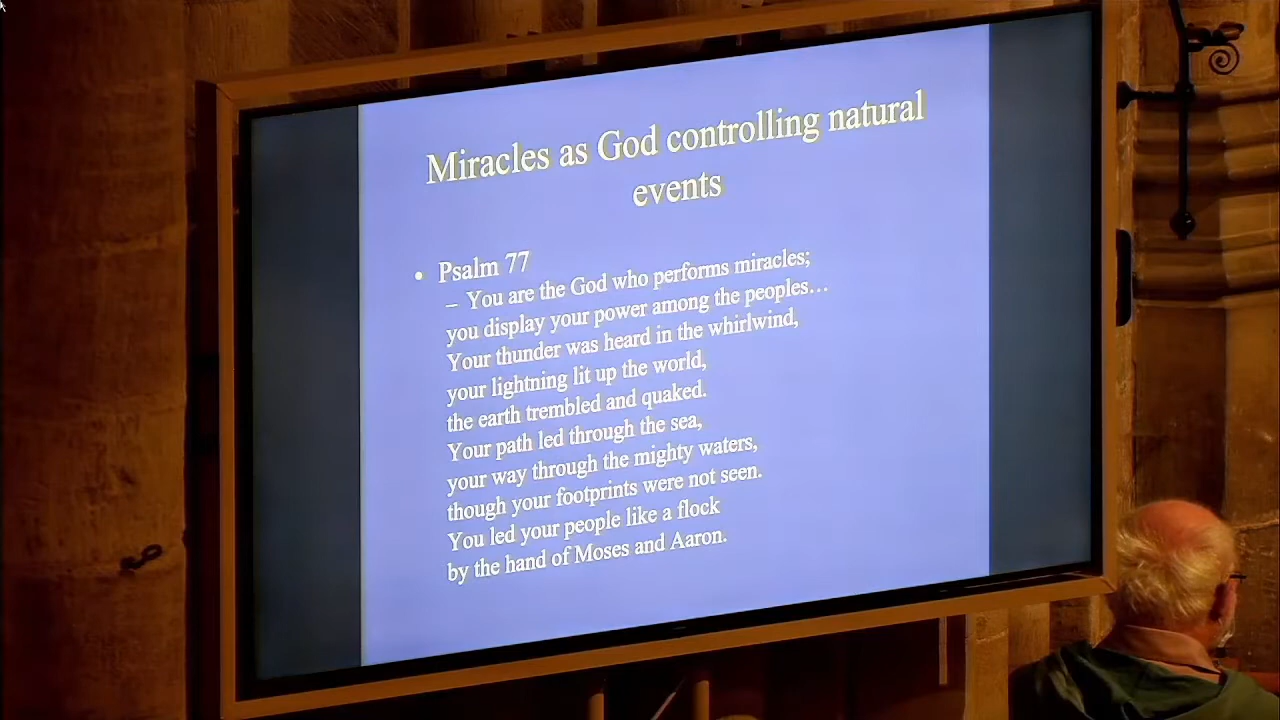 Miracles as God controlling natural
events
• Psalm 77
– You are the God who performs miracles;
you display your power among the peoples…
Your thunder was heard in the whirlwind,
your lightning lit up the world,
the earth trembled and quaked.
Your path led through the sea,
your way through the mighty waters,
though your footprints were not seen.
You led your people like a flock
by the hand of Moses and Aaron.